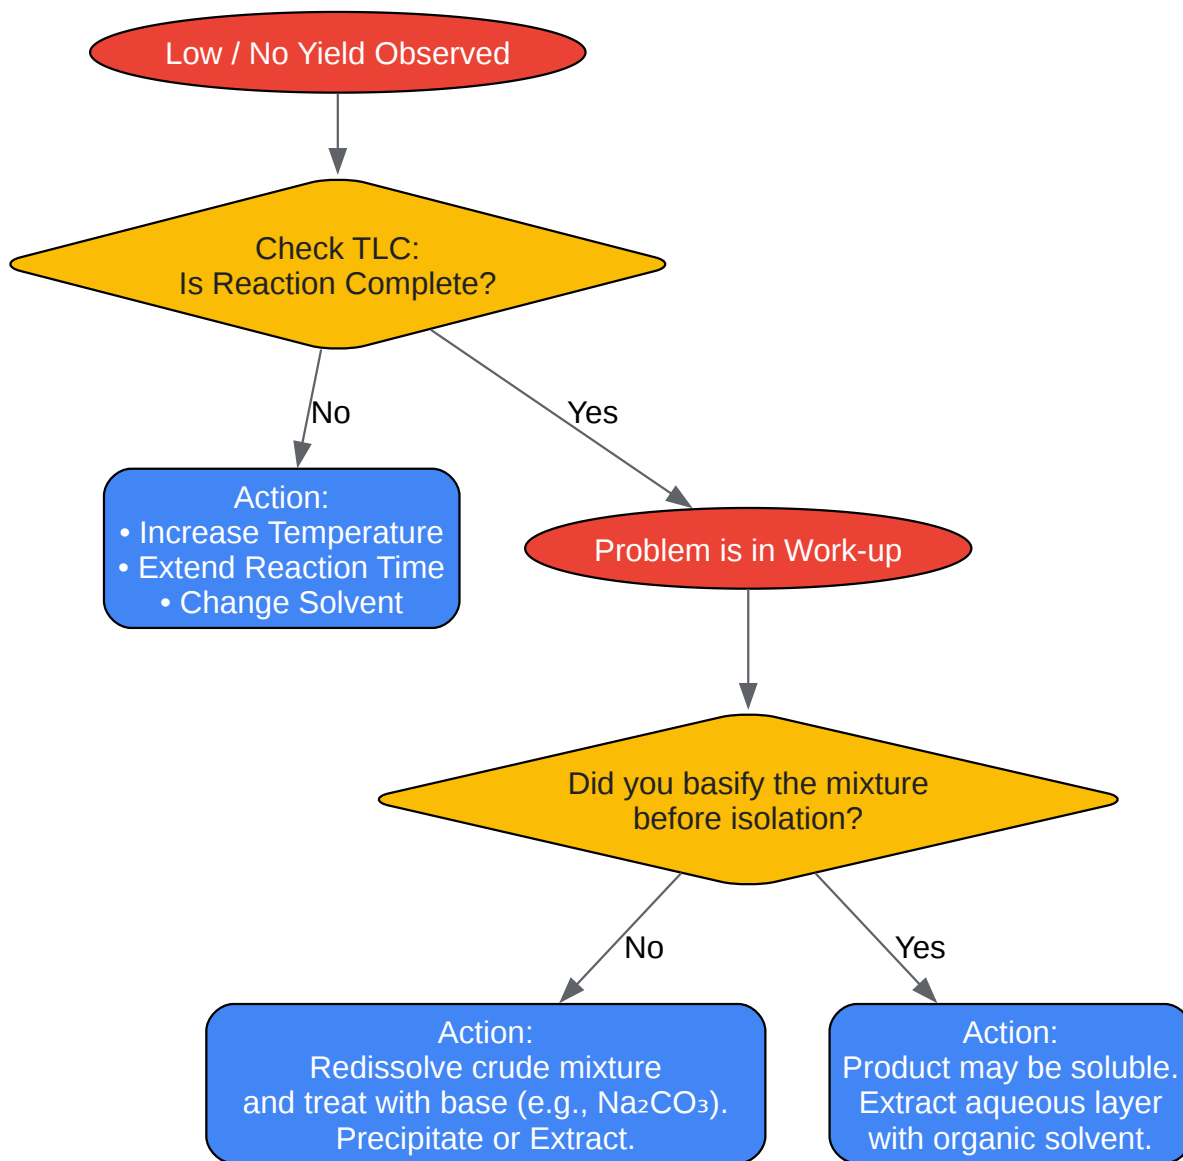 Low / No Yield Observed
Check TLC:
Is Reaction Complete?
No
Yes
Action:
• Increase Temperature
• Extend Reaction Time
• Change Solvent
Problem is in Work-up
Did you basify the mixture
before isolation?
No
Yes
Action:
Redissolve crude mixture
and treat with base (e.g., Na₂CO₃).
Precipitate or Extract.
Action:
Product may be soluble.
Extract aqueous layer
with organic solvent.